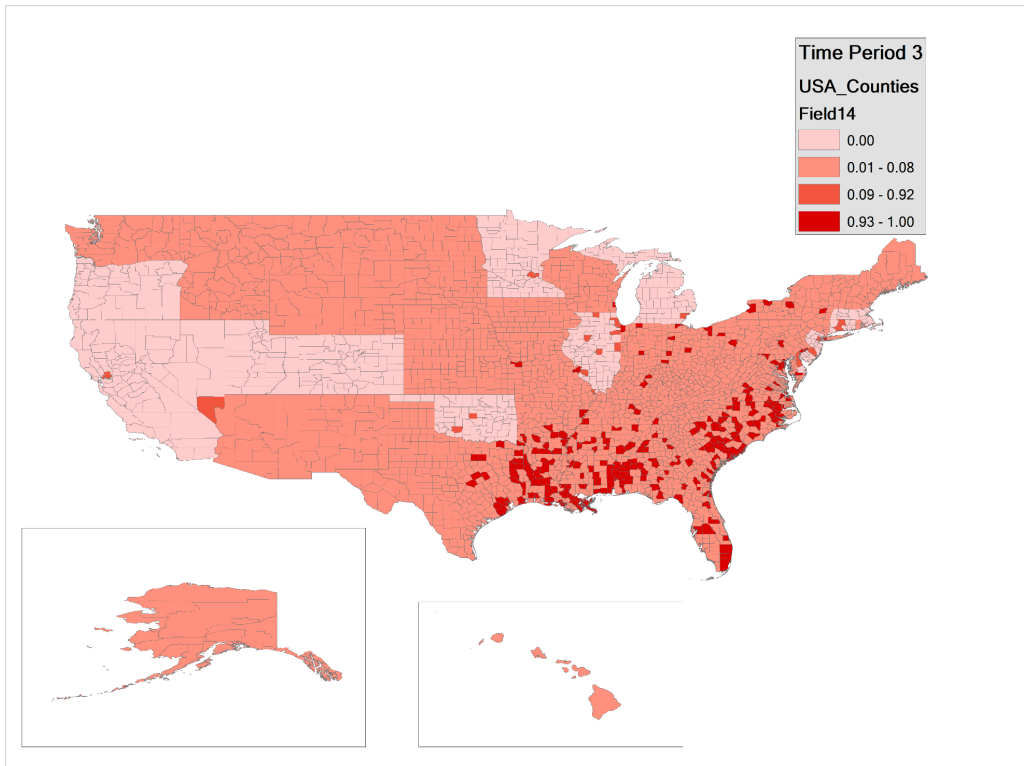 Time Period 3
USA_Counties
Field14
0.00
0.01 - 0.08
0.09 - 0.92
0.93 - 1.00